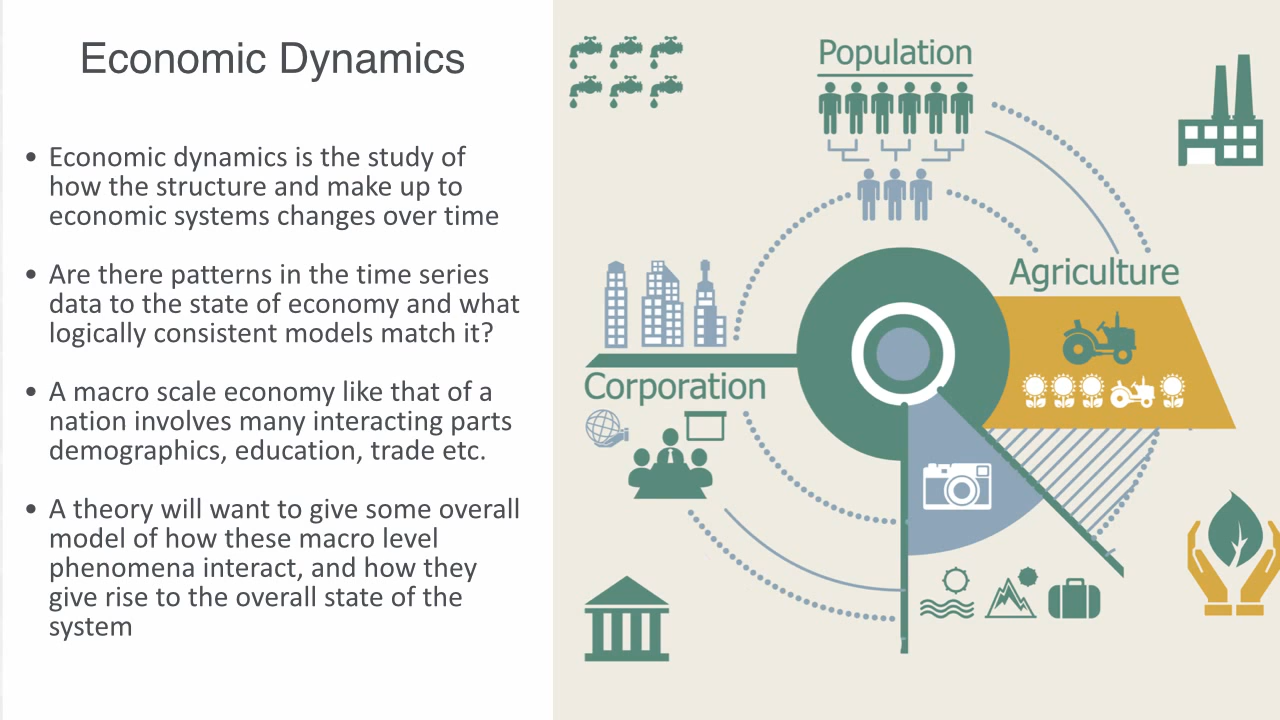 Economic Dynamics
• Economic dynamics is the study of
how the structure and make up to
economic systems changes over time
• Are there patterns in the time series
data to the state of economy and what
logically consistent models match it?
• A macro scale economy like that of a
nation involves many interacting parts
demographics, education, trade etc.
• A theory will want to give some overall
model of how these macro level
phenomena interact, and how they
give rise to the overall state of the
system
Population
Agriculture
Corporation